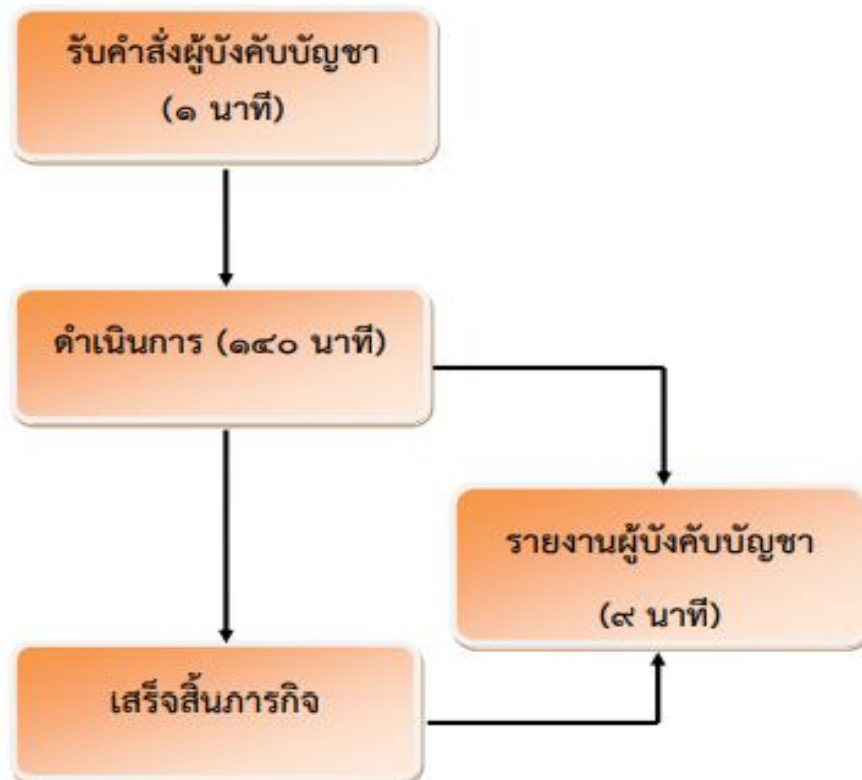 รับคำสั่งผู้บังคับบัญชา
(๑ นาที)
ดำเนินการ (๑๔๐ นาที)
รายงานผู้บังคับบัญชา
(๙ นาที)
เสร็จสิ้นภารกิจ